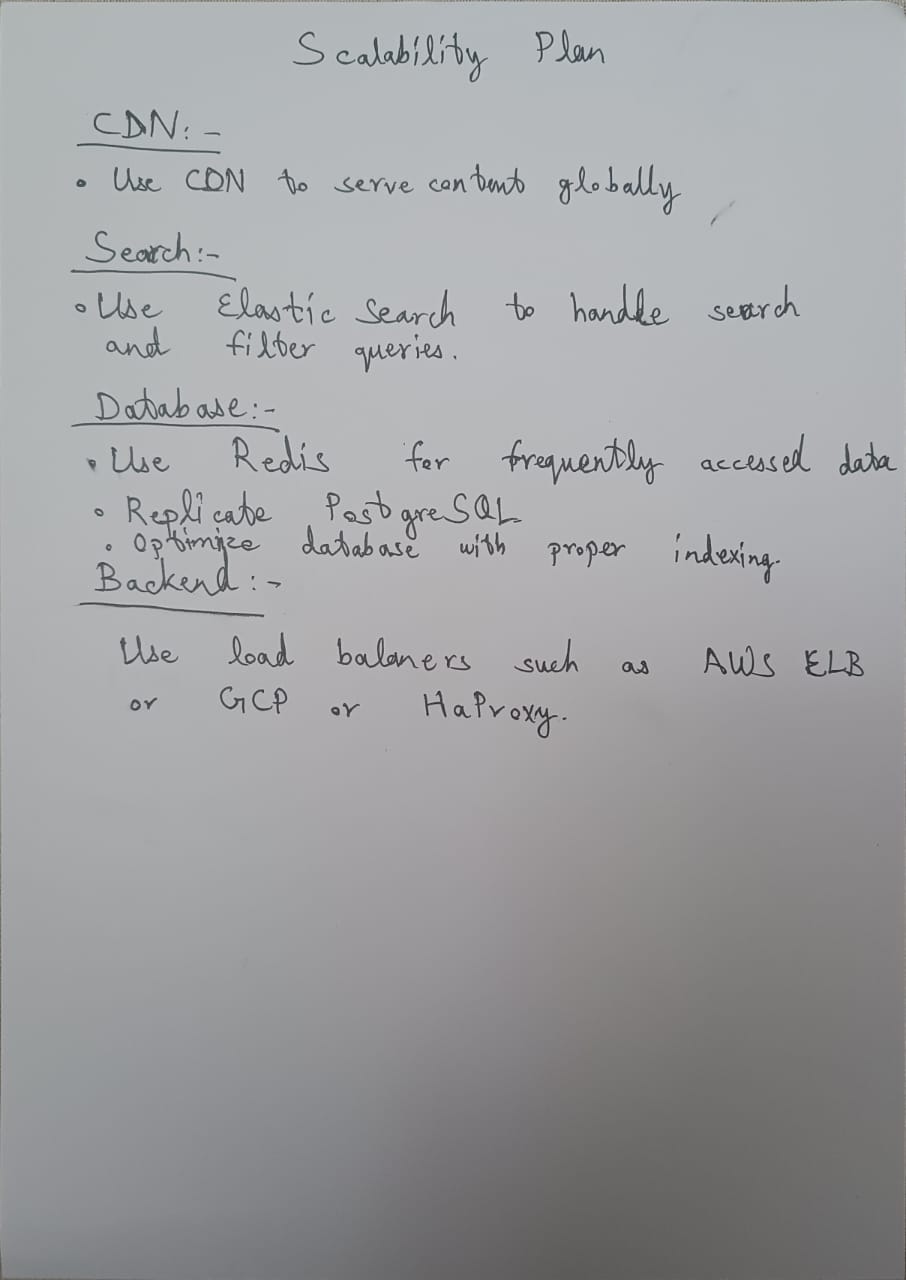 Scalability Plan
CDN:-
• Use CDN to serve content globally
Search:-
• Use Elastic Search to handle search
and filter queries.
Database:-
• Use Redis for frequently accessed data
• Replicate PostgreSQL
• Optimize database with proper indexing.
Backend:-
Use load balaners such as AWS ELB
or GCP or HaProxy.